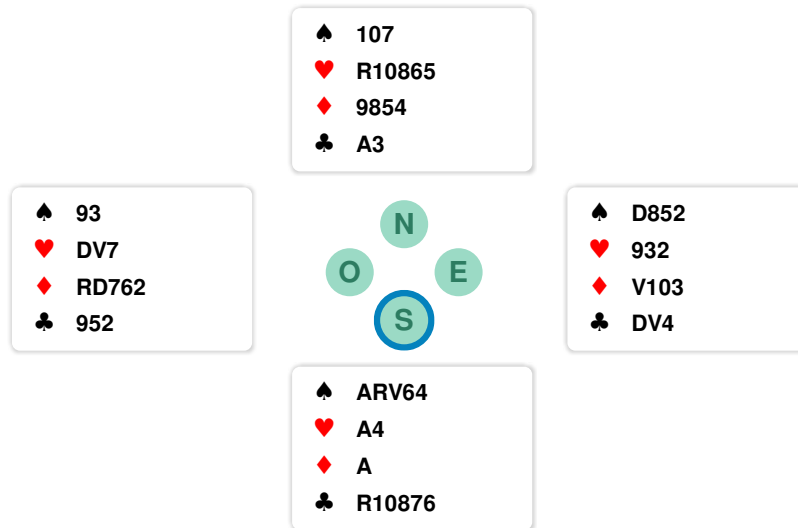 ♠ 107
♥ R10865
♦ 9854
♣ A3
♠ 93
♥ DV7
♦ RD762
♣ 952
N
O E
S
♠ D852
♥ 932
♦ V103
♣ DV4
♠ ARV64
♥ A4
♦ A
♣ R10876